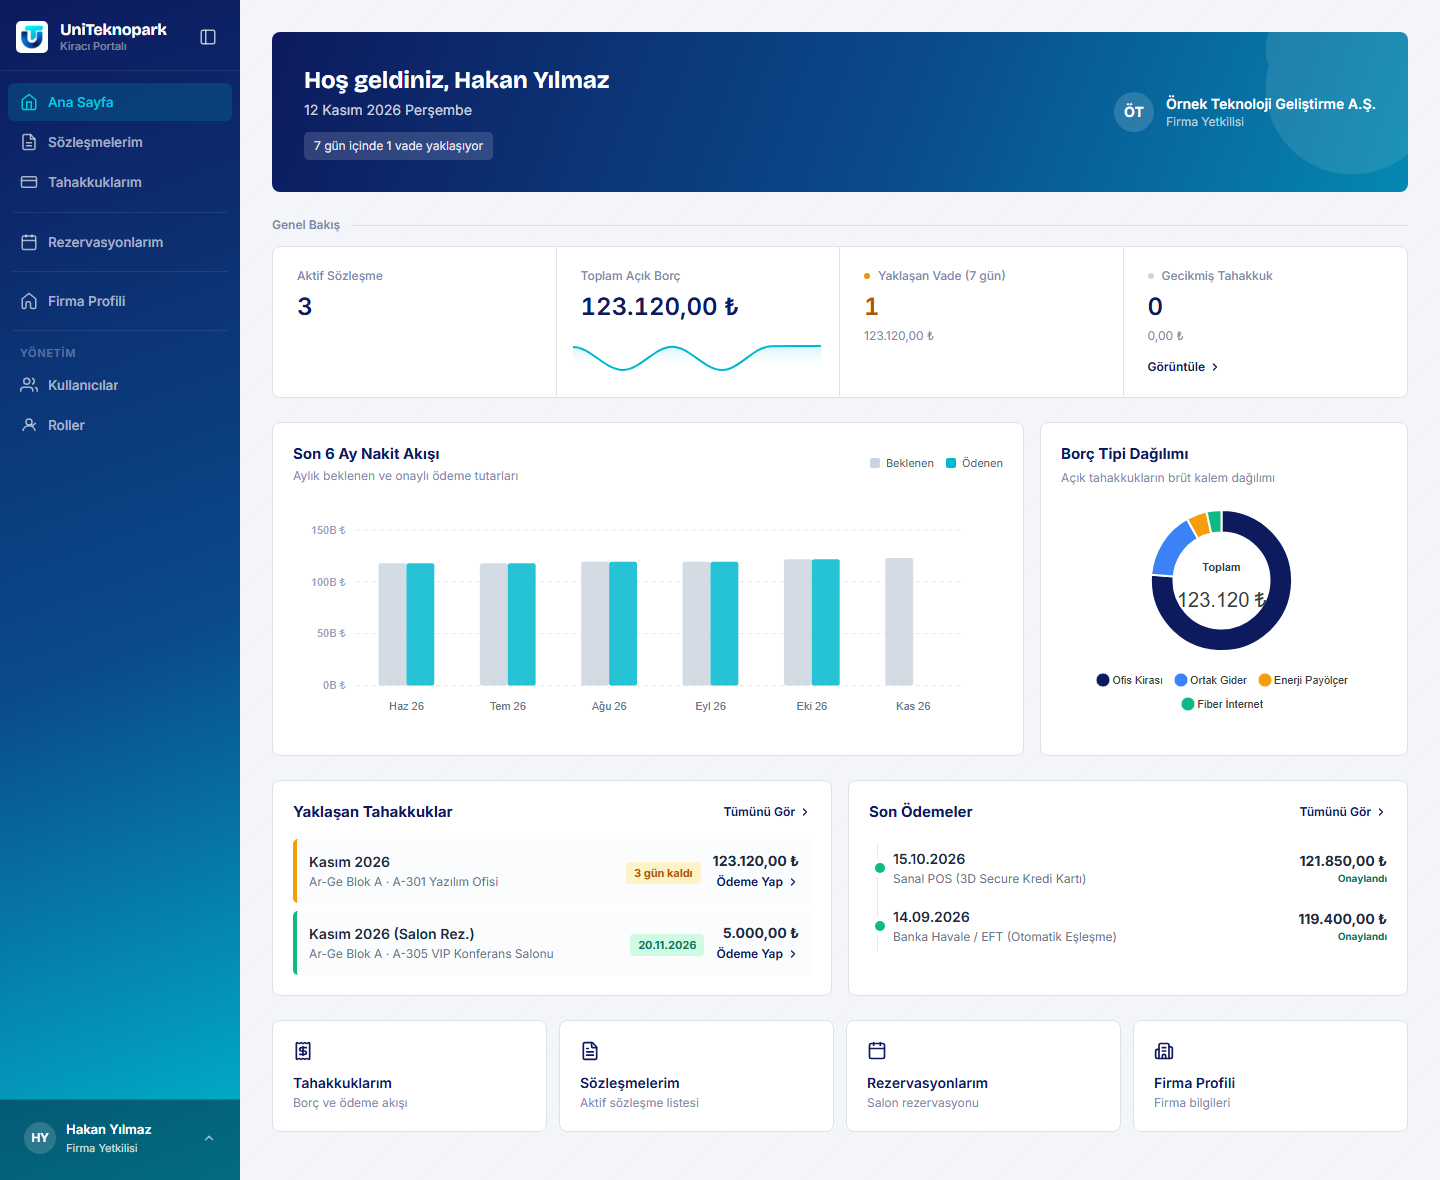 UniTeknopark
Kiracı Portalı
Ana Sayfa
Sözleşmelerim
Tahakkuklarım
Rezervasyonlarım
Firma Profili
YÖNETİM
Kullanıcılar
Roller
HY
Hakan Yılmaz
Firma Yetkilisi
Hoş geldiniz, Hakan Yılmaz
12 Kasım 2026 Perşembe
7 gün içinde 1 vade yaklaşıyor
ÖT
Örnek Teknoloji Geliştirme A.Ş.
Firma Yetkilisi
Genel Bakış
Aktif Sözleşme
3
Toplam Açık Borç
123.120,00 ₺
Yaklaşan Vade (7 gün)
1
123.120,00 ₺
Gecikmiş Tahakkuk
0
0,00 ₺
Görüntüle
Son 6 Ay Nakit Akışı
Aylık beklenen ve onaylı ödeme tutarları
Beklenen Ödenen
150B ₺
100B ₺
50B ₺
0B ₺
Haz 26 Tem 26 Ağu 26 Eyl 26 Eki 26 Kas 26
Borç Tipi Dağılımı
Açık tahakkukların brüt kalem dağılımı
Toplam
123.120 ₺
Ofis Kirası Ortak Gider Enerji Payölçer
Fiber İnternet
Yaklaşan Tahakkuklar
Tümünü Gör
Kasım 2026
Ar-Ge Blok A · A-301 Yazılım Ofisi
3 gün kaldı
123.120,00 ₺
Ödeme Yap
Kasım 2026 (Salon Rez.)
Ar-Ge Blok A · A-305 VIP Konferans Salonu
20.11.2026
5.000,00 ₺
Ödeme Yap
Son Ödemeler
Tümünü Gör
15.10.2026
Sanal POS (3D Secure Kredi Kartı)
121.850,00 ₺
Onaylandı
14.09.2026
Banka Havale / EFT (Otomatik Eşleşme)
119.400,00 ₺
Onaylandı
Tahakkuklarım
Borç ve ödeme akışı
Sözleşmelerim
Aktif sözleşme listesi
Rezervasyonlarım
Salon rezervasyonu
Firma Profili
Firma bilgileri